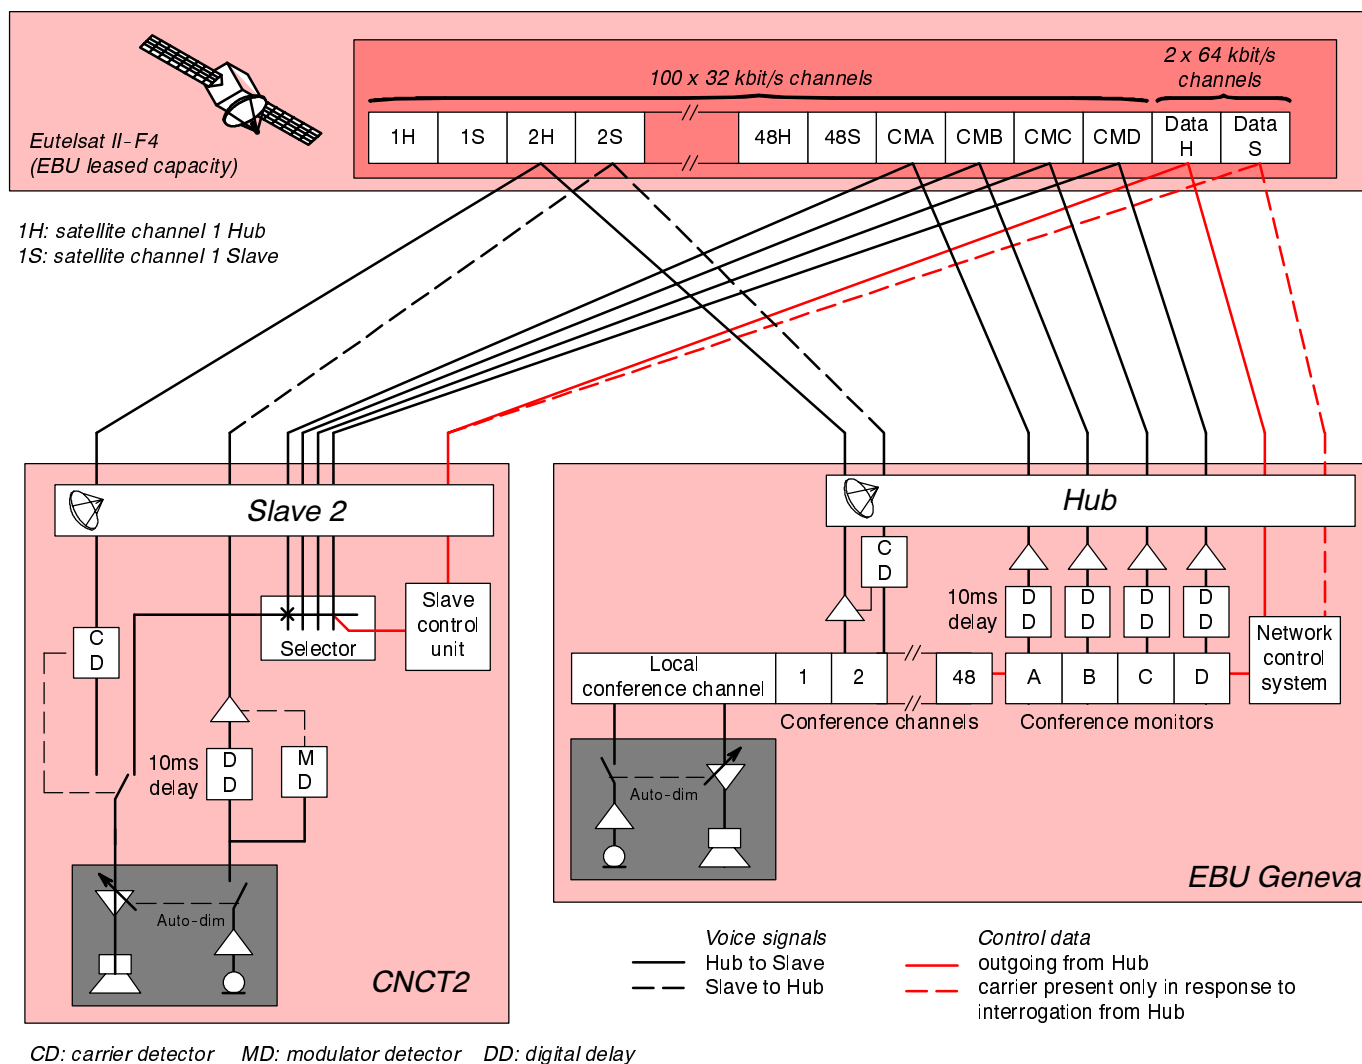 2 x 64 kbit/s
channels
100 x 32 kbit/s channels
1H 1S 2H 2S 48H 48S CMA CMB CMC CMD Data H Data S
Eutelsat II-F4
(EBU leased capacity)
1H: satellite channel 1 Hub
1S: satellite channel 1 Slave
Slave 2
Hub
C D
Selector
Slave
control
unit
C D
10ms
delay
D D
M D
Auto-dim
CNCT2
10ms
delay
D D
D D
D D
D D
Local
conference channel
1 2 48 A B C D
Network
control
system
Conference channels
Conference monitors
Auto-dim
EBU Geneva
Voice signals
Hub to Slave
Slave to Hub
Control data
outgoing from Hub
carrier present only in response to
interrogation from Hub
CD: carrier detector MD: modulator detector DD: digital delay